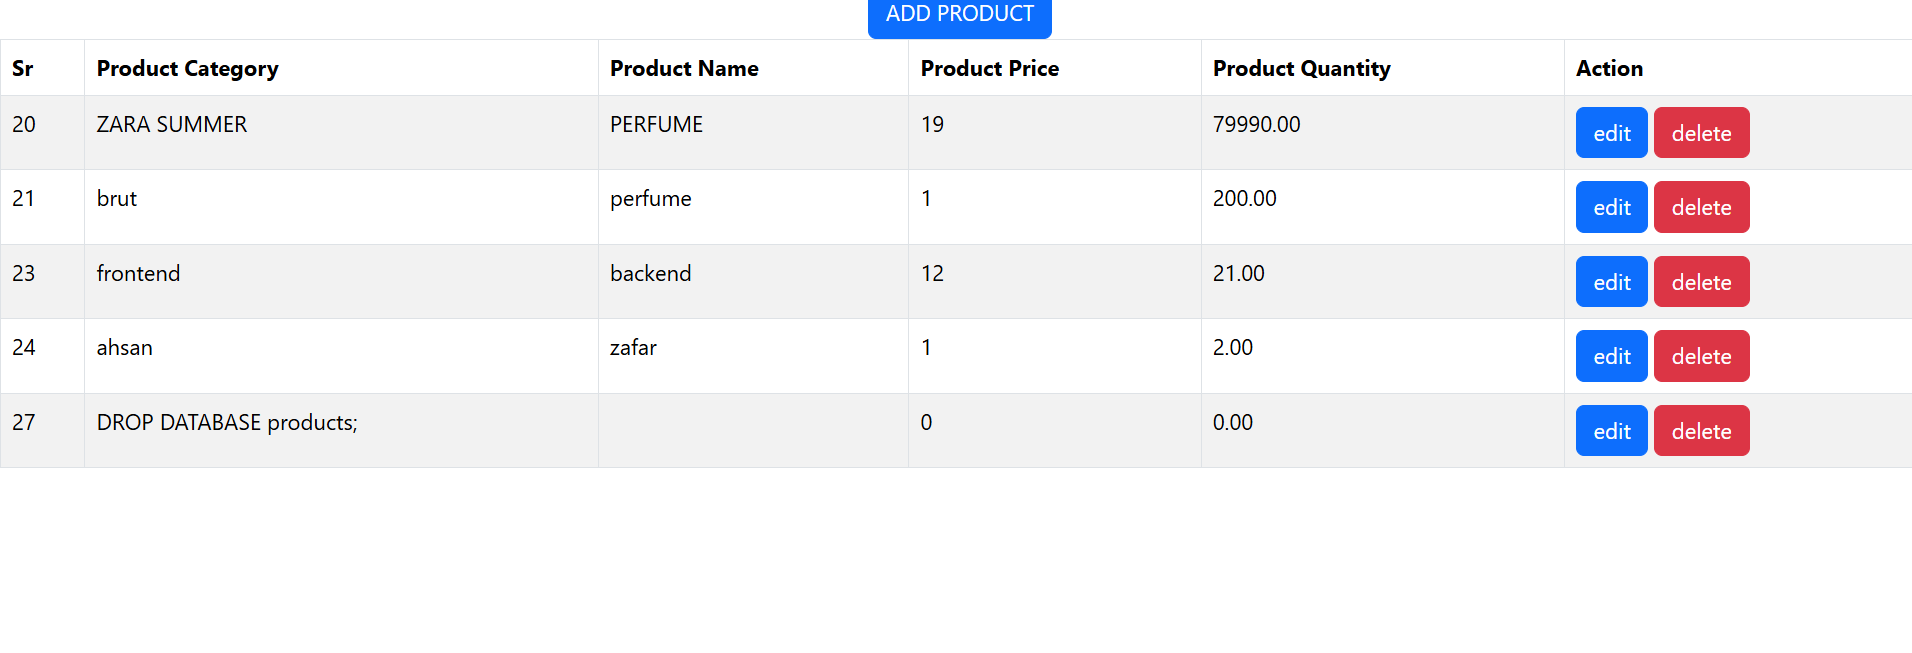 ADD PRODUCT
Sr Product Category Product Name Product Price Product Quantity Action
20 ZARA SUMMER PERFUME 19 79990.00 edit delete
21 brut perfume 1 200.00 edit delete
23 frontend backend 12 21.00 edit delete
24 ahsan zafar 1 2.00 edit delete
27 DROP DATABASE products; 0 0.00 edit delete